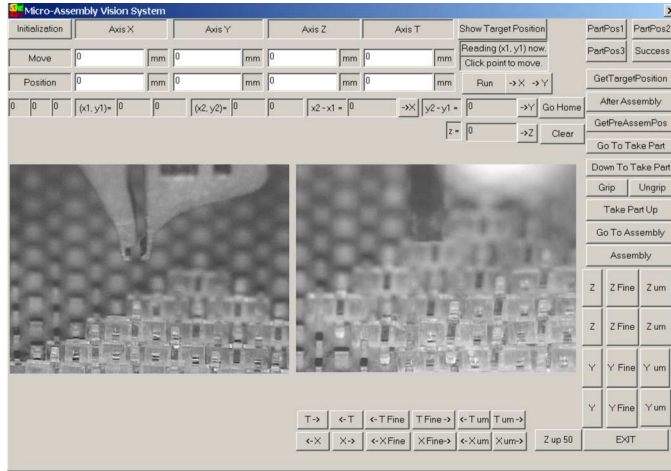 Micro-Assembly Vision System
Initialization Axis X Axis Y Axis Z Axis T Show Target Position PartPos1 PartPos2
Reading (x1, y1) now.
Move 0 mm 0 mm 0 mm 0 mm Click point to move. PartPos3 Success
Position 0 mm 0 mm 0 mm 0 mm Run ->X ->Y GetTargetPosition
0 0 0 (x1, y1)= 0 0 (x2, y2)= 0 0 x2-x1 = 0 ->X y2-y1 = 0 ->Y Go Home After Assembly
z = 0 ->Z Clear GetPreAssemPos
Go To Take Part
Down To Take Part
Grip Ungrip
Take Part Up
Go To Assembly
Assembly
Z Z Fine Z um
Z Z Fine Z um
Y Y Fine Y um
Y Y Fine Y um
T-> <-T <-T Fine T Fine-> <-T um T um->
<-X X-> <-X Fine X Fine-> <-X um X um-> Z up 50 EXIT